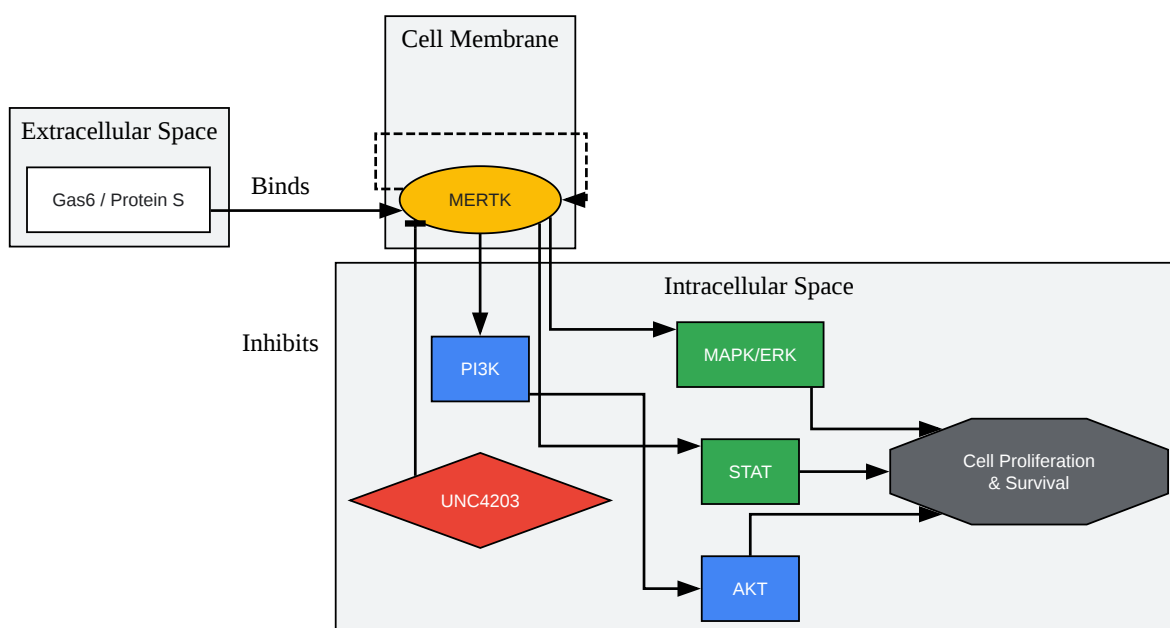 Cell Membrane
Extracellular Space
Gas6 / Protein S
Binds
MERTK
Intracellular Space
Inhibits
PI3K
MAPK/ERK
STAT
UNC4203
AKT
Cell Proliferation
& Survival